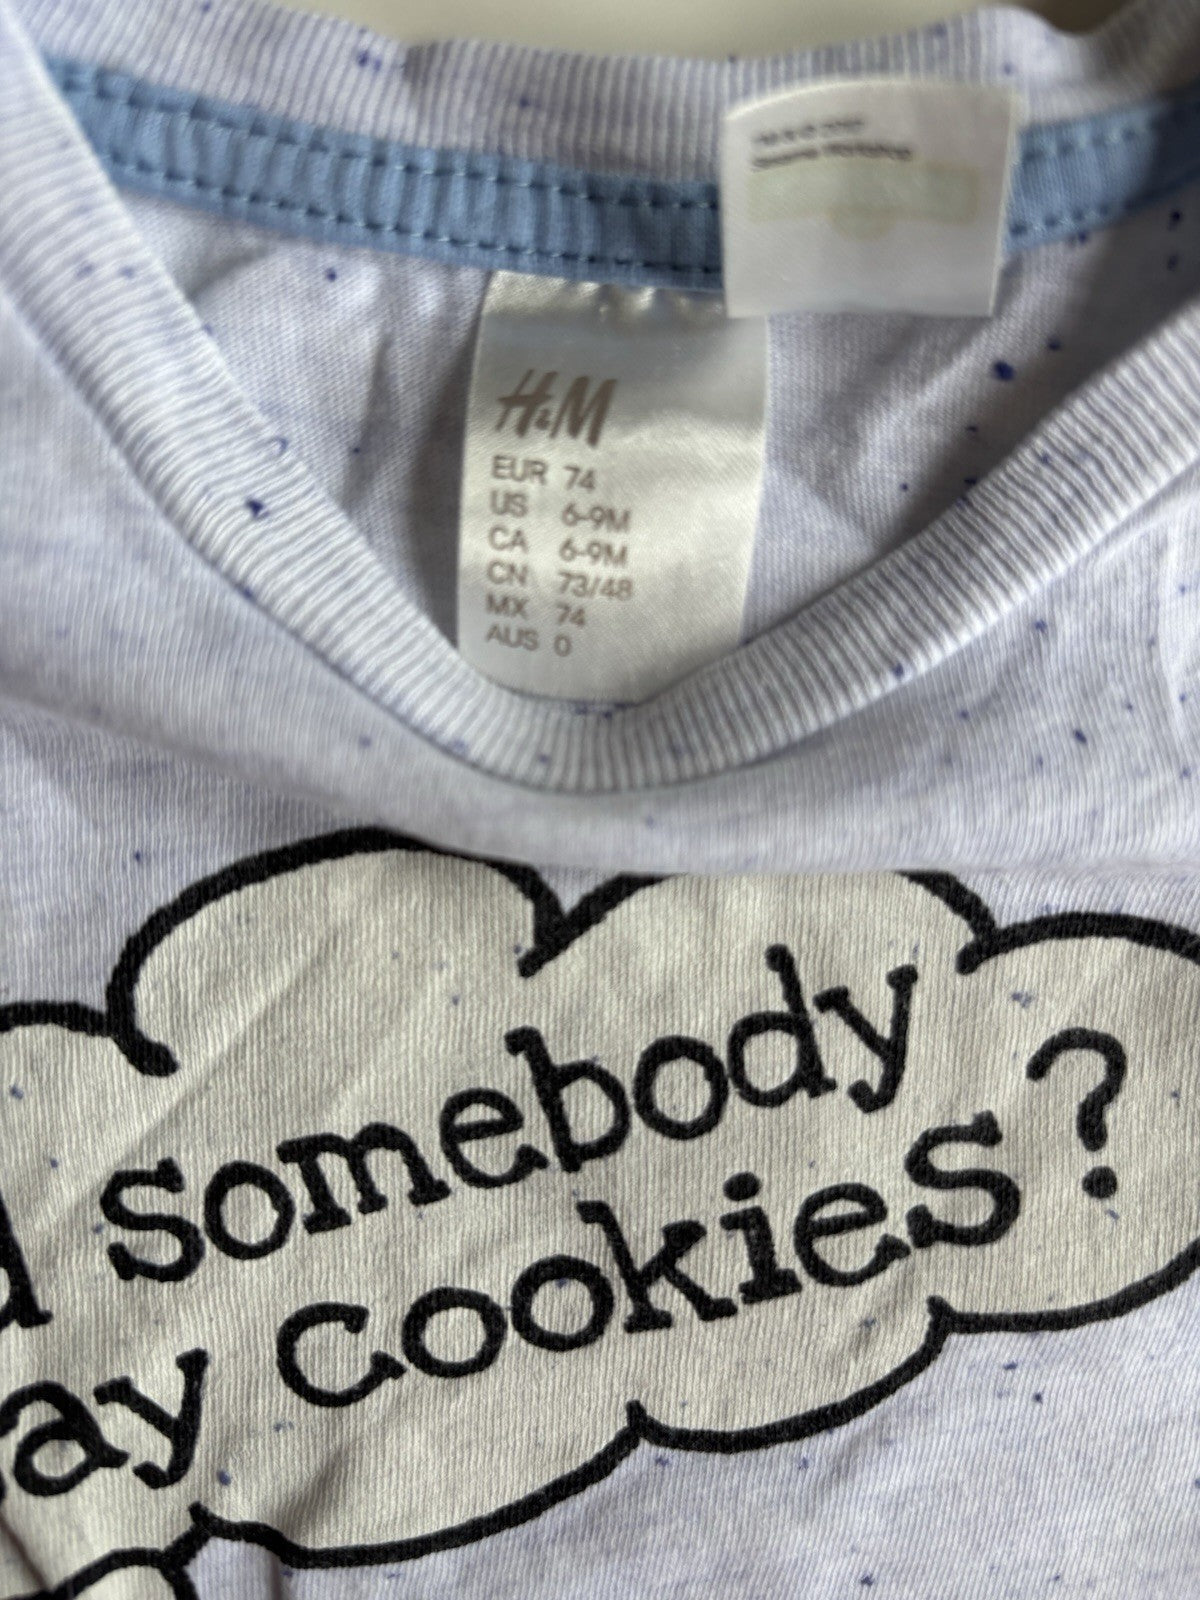 H&M
EUR 74
US 6-9M
CA 6-9M
CN 73/48
MX 74
AUS 0
somebody
ay cookies?